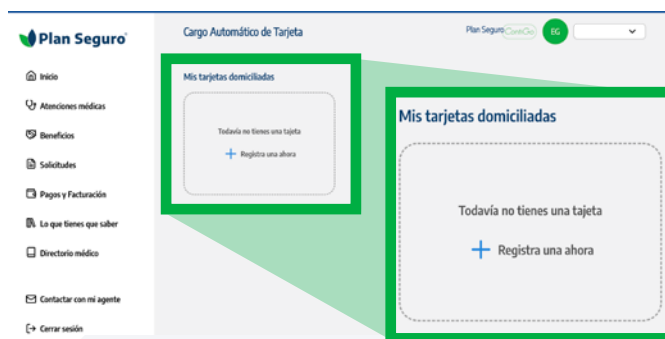 Plan Seguro
Cargo Automático de Tarjeta
Plan Seguro ContiGo
EG
Inicio
Atenciones médicas
Beneficios
Solicitudes
Pagos y Facturación
Lo que tienes que saber
Directorio médico
Contactar con mi agente
Cerrar sesión
Mis tarjetas domiciliadas
Todavía no tienes una tajeta
Registra una ahora
Mis tarjetas domiciliadas
Todavía no tienes una tajeta
Registra una ahora